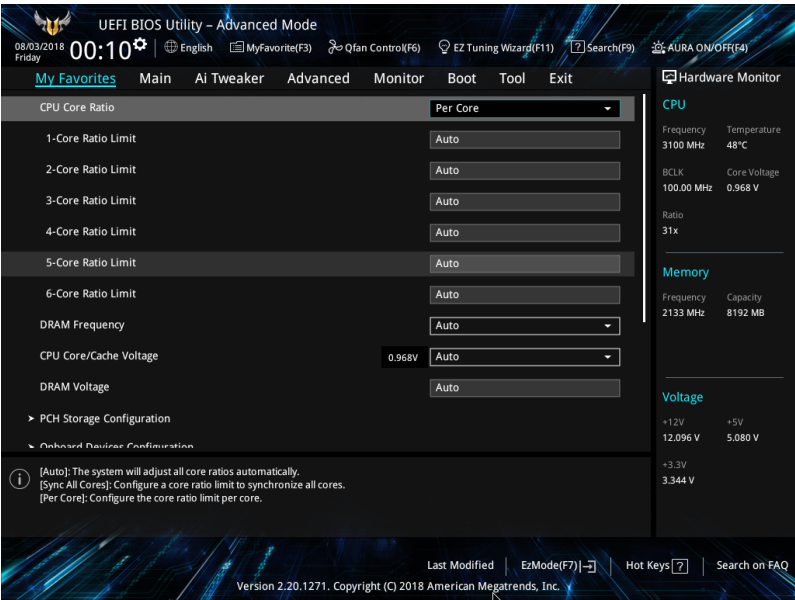 UEFI BIOS Utility – Advanced Mode
08/03/2018
Friday
00:10
English
MyFavorite(F3)
Qfan Control(F6)
EZ Tuning Wizard(F11)
? Search(F9)
AURA ON/OFF(F4)
My Favorites Main Ai Tweaker Advanced Monitor Boot Tool Exit
CPU Core Ratio Per Core
1-Core Ratio Limit Auto
2-Core Ratio Limit Auto
3-Core Ratio Limit Auto
4-Core Ratio Limit Auto
5-Core Ratio Limit Auto
6-Core Ratio Limit Auto
DRAM Frequency Auto
CPU Core/Cache Voltage 0.968V Auto
DRAM Voltage Auto
PCH Storage Configuration
Onboard Devices Configuration
[Auto]: The system will adjust all core ratios automatically.
[Sync All Cores]: Configure a core ratio limit to synchronize all cores.
[Per Core]: Configure the core ratio limit per core.
Hardware Monitor
CPU
Frequency Temperature
3100 MHz 48°C
BCLK Core Voltage
100.00 MHz 0.968 V
Ratio
31x
Memory
Frequency Capacity
2133 MHz 8192 MB
Voltage
+12V +5V
12.096 V 5.080 V
+3.3V
3.344 V
Last Modified EzMode(F7) Hot Keys ? Search on FAQ
Version 2.20.1271. Copyright (C) 2018 American Megatrends, Inc.